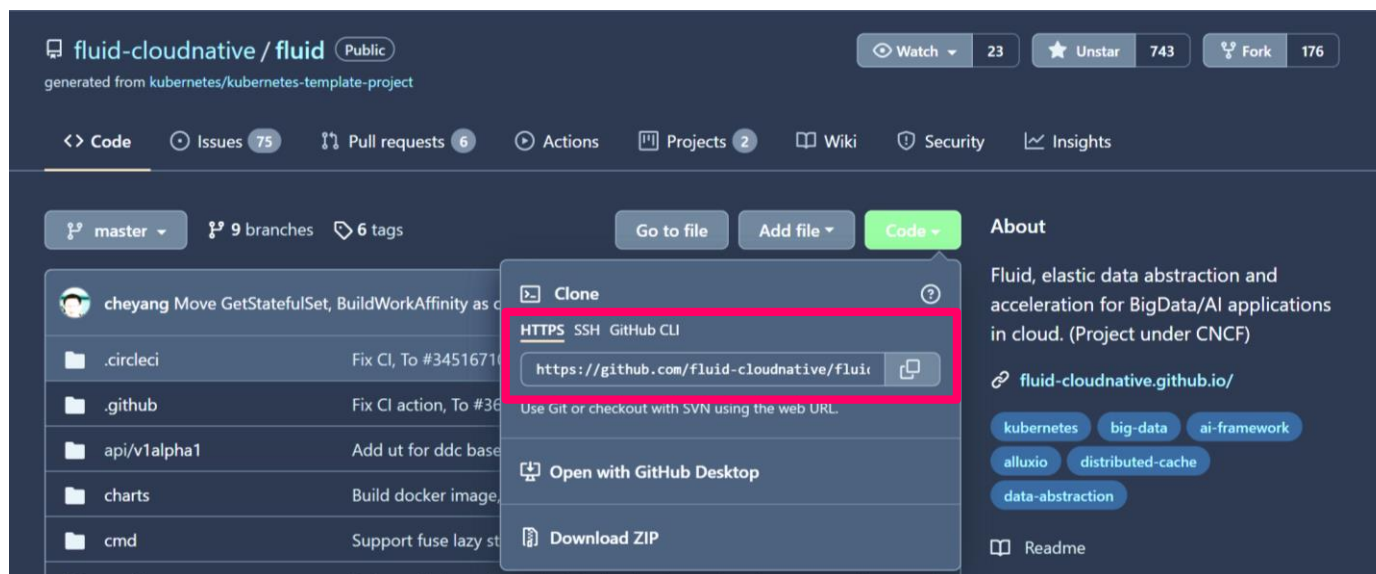 fluid-cloudnative / fluid Public
Watch 23 Unstar 743 Fork 176
generated from kubernetes/kubernetes-template-project
<> Code Issues 75 Pull requests 6 Actions Projects 2 Wiki Security Insights
master 9 branches 6 tags Go to file Add file Code
cheyang Move GetStatefulSet, BuildWorkAffinity as
.circleci Fix CI, To #3451671
.github Fix CI action, To #36
api/v1alpha1 Add ut for ddc base
charts Build docker image,
cmd Support fuse lazy st
Clone
HTTPS SSH GitHub CLI
https://github.com/fluid-cloudnative/fluid
Use Git or checkout with SVN using the web URL.
Open with GitHub Desktop
Download ZIP
About
Fluid, elastic data abstraction and
acceleration for BigData/AI applications
in cloud. (Project under CNCF)
fluid-cloudnative.github.io/
kubernetes big-data ai-framework
alluxio distributed-cache
data-abstraction
Readme